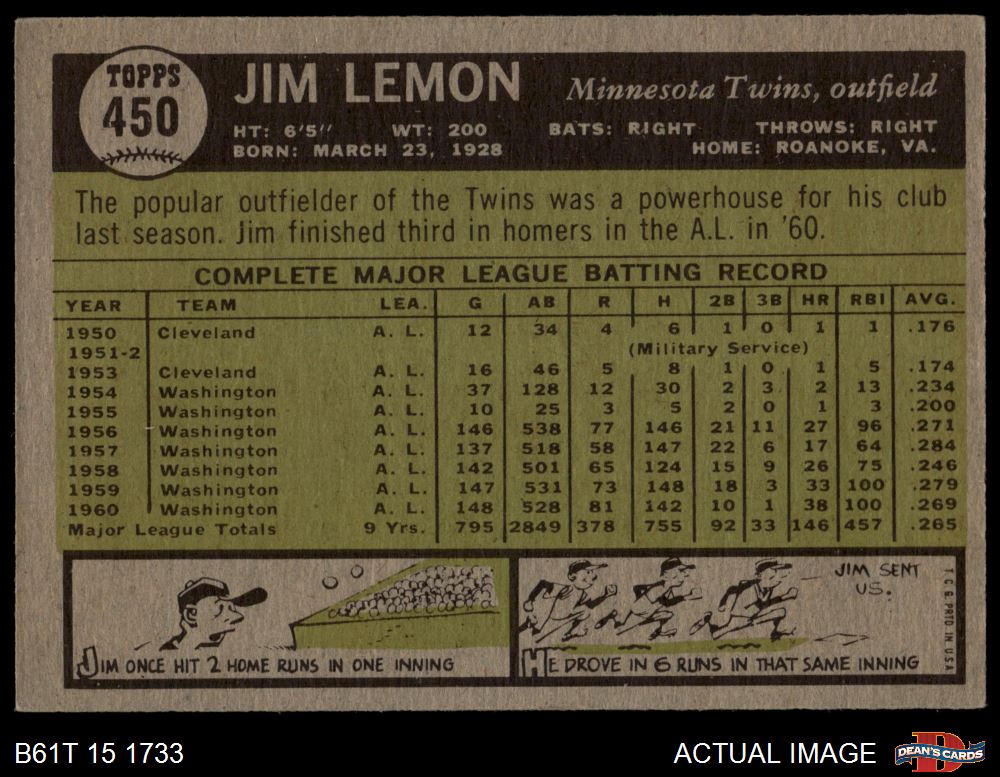 TOPPS
450
JIM LEMON
Minnesota Twins, outfield
HT: 6'5" WT: 200 BATS: RIGHT THROWS: RIGHT
BORN: MARCH 23, 1928 HOME: ROANOKE, VA.
The popular outfielder of the Twins was a powerhouse for his club
last season. Jim finished third in homers in the A.L. in '60.
COMPLETE MAJOR LEAGUE BATTING RECORD
YEAR TEAM LEA. G AB R H 2B 3B HR RBI AVG.
1950 Cleveland A. L. 12 34 4 6 1 0 1 1 .176
1951-2 (Military Service)
1953 Cleveland A. L. 16 46 5 8 1 0 1 5 .174
1954 Washington A. L. 37 128 12 30 2 3 2 13 .234
1955 Washington A. L. 10 25 3 5 2 0 1 3 .200
1956 Washington A. L. 146 538 77 146 21 11 27 96 .271
1957 Washington A. L. 137 518 58 147 22 6 17 64 .284
1958 Washington A. L. 142 501 65 124 15 9 26 75 .246
1959 Washington A. L. 147 531 73 148 18 3 33 100 .279
1960 Washington A. L. 148 528 81 142 10 1 38 100 .269
Major League Totals 9 Yrs. 795 2849 378 755 92 33 146 457 .265
JIM SENT
US.
JIM ONCE HIT 2 HOME RUNS IN ONE INNING
HE DROVE IN 6 RUNS IN THAT SAME INNING
T.C.G. PRTD. IN U.S.A.
B61T 15 1733
ACTUAL IMAGE
DEAN'S CARDS